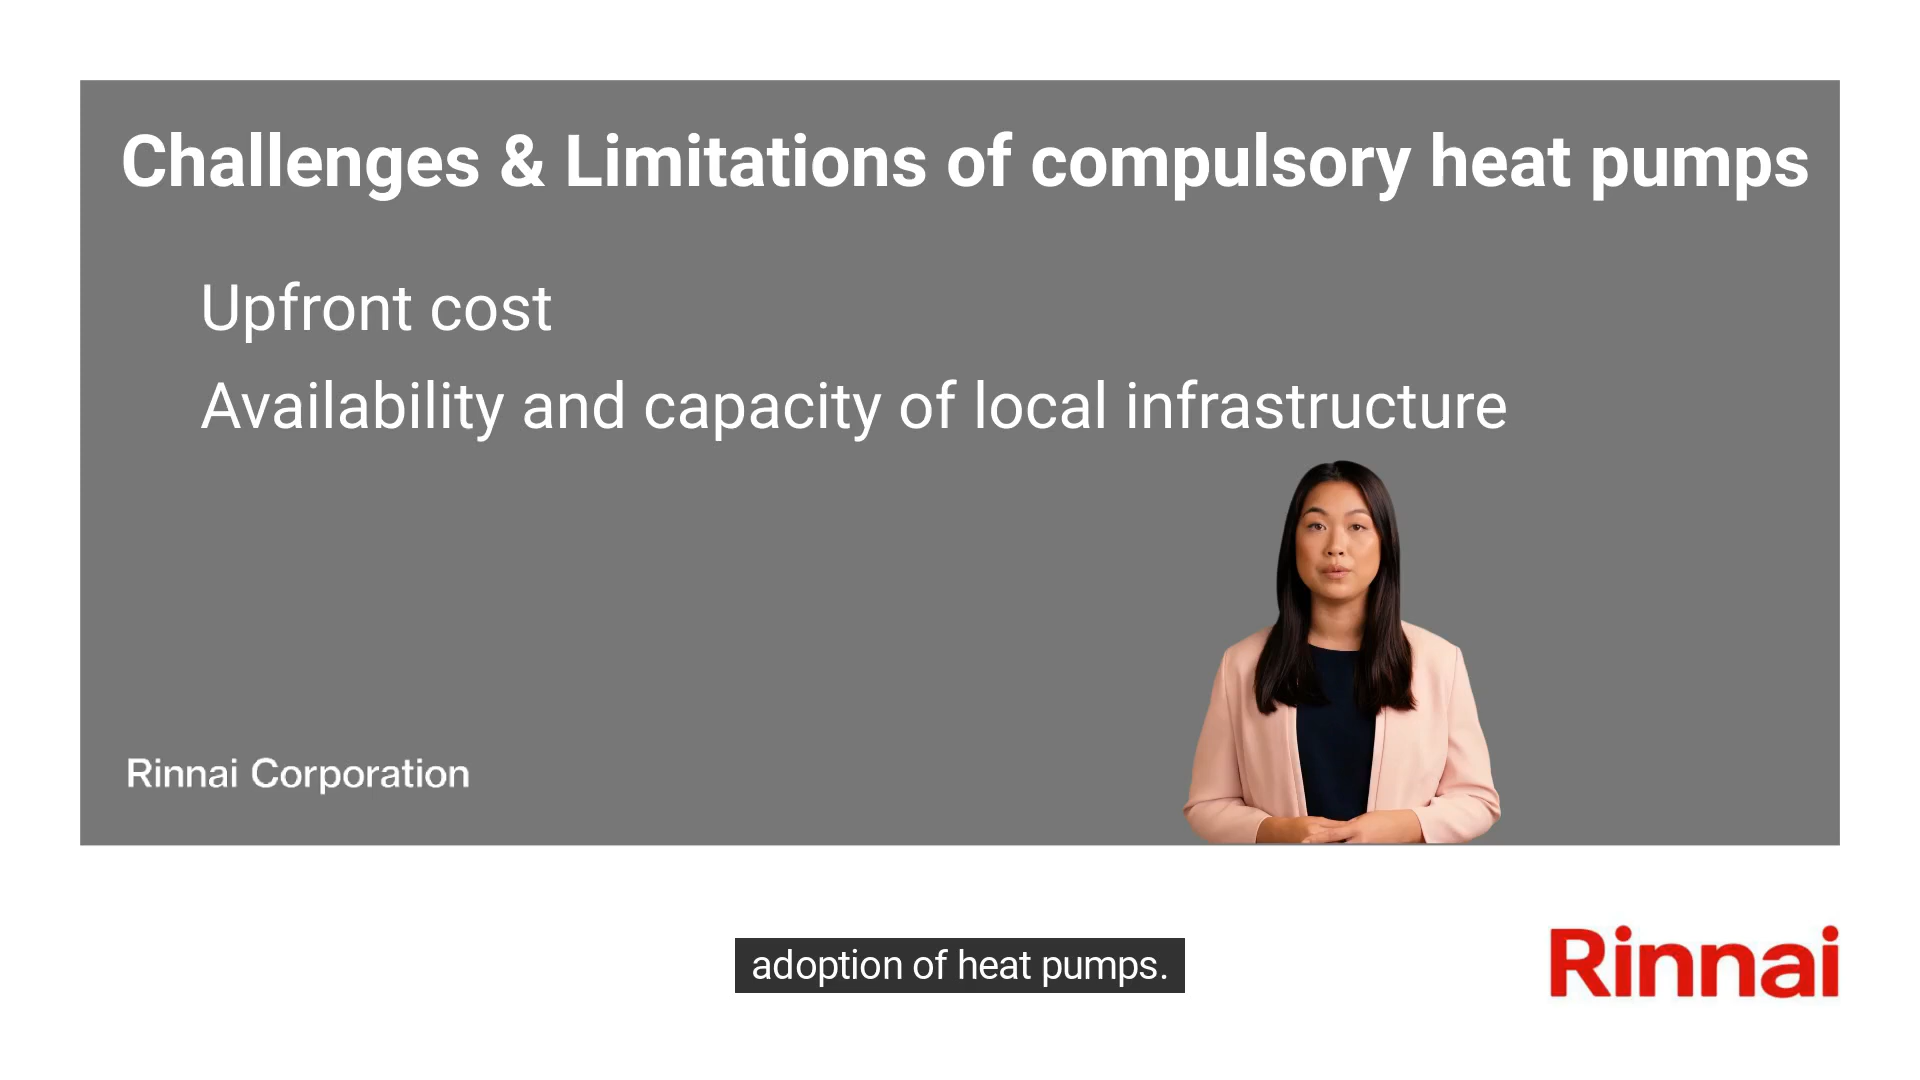 Challenges & Limitations of compulsory heat pumps
Upfront cost
Availability and capacity of local infrastructure
Rinnai Corporation
adoption of heat pumps.
Rinnai